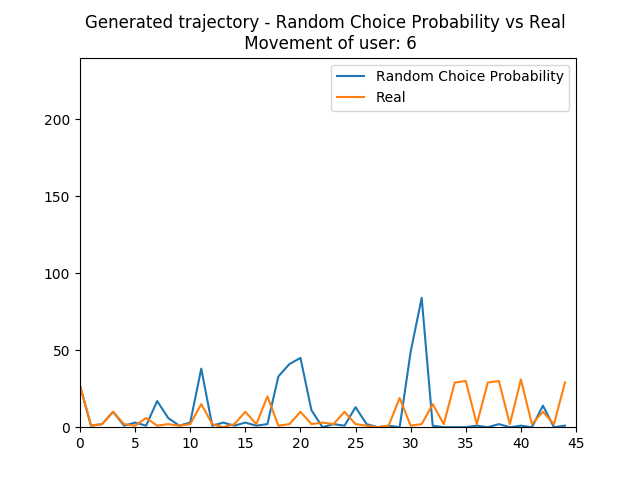 Generated trajectory - Random Choice Probability vs Real
Movement of user: 6
Random Choice Probability
Real
200
150
100
50
0
0 5 10 15 20 25 30 35 40 45